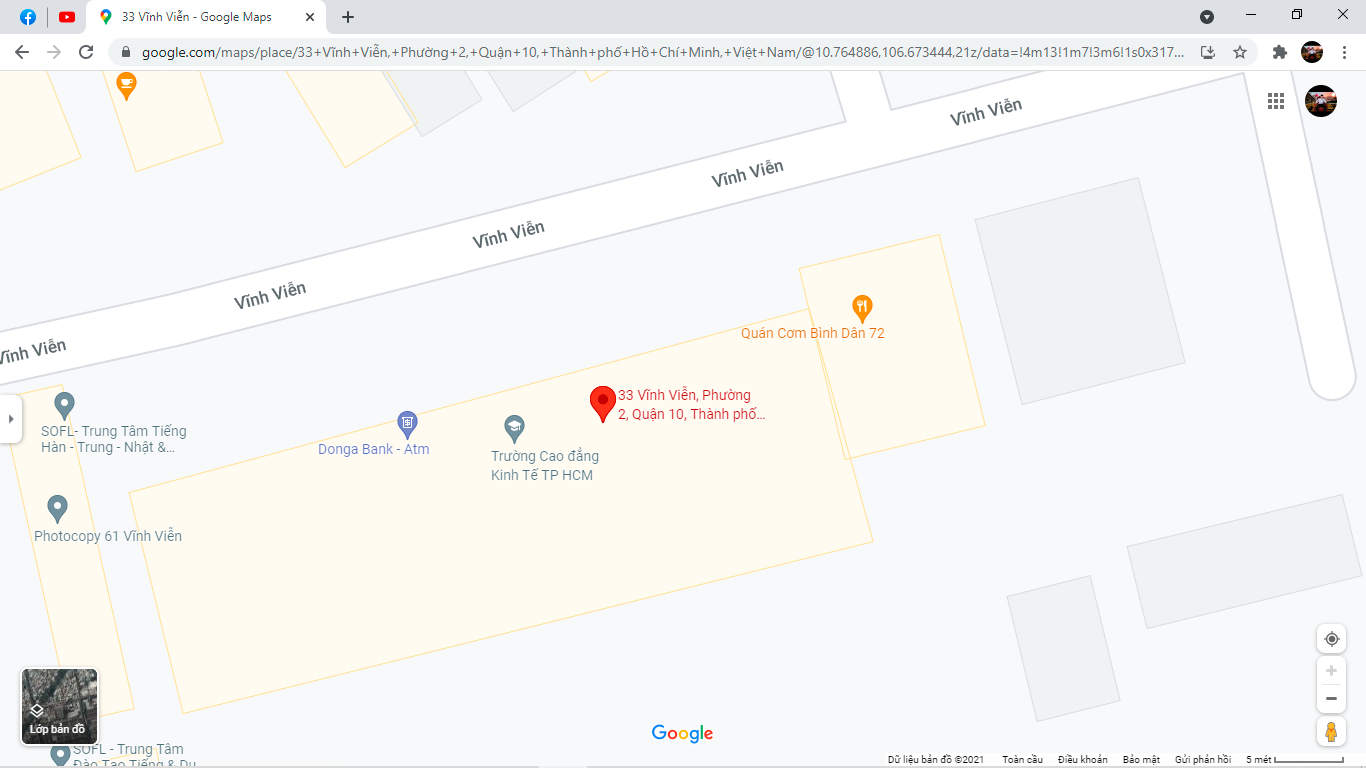 33 Vĩnh Viễn - Google Maps
google.com/maps/place/33+Vĩnh+Viễn,+Phường+2,+Quận+10,+Thành+phố+Hồ+Chí+Minh,+Việt+Nam/@10.764886,106.673444,21z/data=!4m13!1m7!3m6!1s0x317...
Vĩnh Viễn
Vĩnh Viễn
Vĩnh Viễn
Vĩnh Viễn
Vĩnh Viễn
Quán Cơm Bình Dân 72
33 Vĩnh Viễn, Phường
2, Quận 10, Thành phố...
SOFL- Trung Tâm Tiếng
Hàn - Trung - Nhật &...
Donga Bank - Atm
Trường Cao đẳng
Kinh Tế TP HCM
Photocopy 61 Vĩnh Viễn
Lớp bản đồ
Google
SOFL - Trung Tâm
Đào Tạo Tiếng & Du
Dữ liệu bản đồ ©2021 Toàn cầu Điều khoản Bảo mật Gửi phản hồi 5 mét